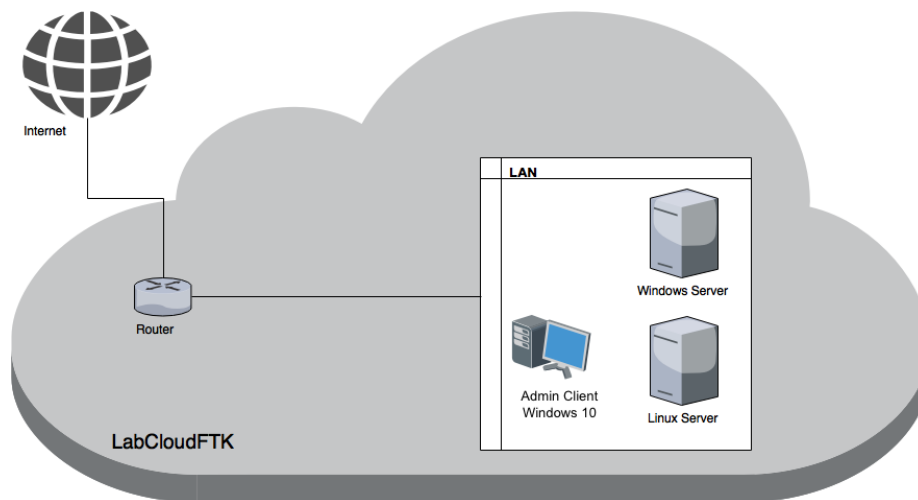 Internet
LAN
Windows Server
Router
Admin Client
Windows 10
Linux Server
LabCloudFTK